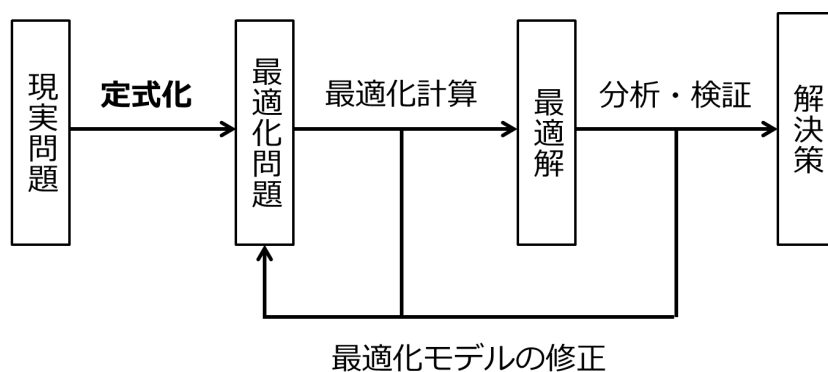 現実問題
定式化
最適化問題
最適化計算
最適解
分析・検証
解決策
最適化モデルの修正